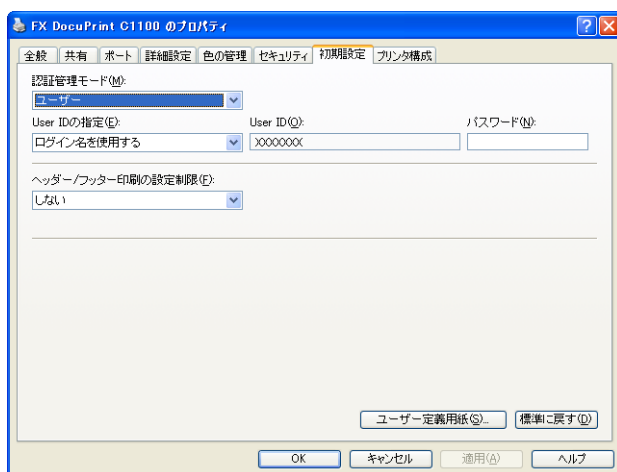 FX DocuPrint C1100 のプロパティ
全般 共有 ポート 詳細設定 色の管理 セキュリティ 初期設定 プリンタ構成
認証管理モード(M):
ユーザー
User IDの指定(E): User ID(O): パスワード(N):
ログイン名を使用する XXXXXXX
ヘッダー/フッター印刷の設定制限(F):
しない
ユーザー定義用紙(S)... 標準に戻す(D)
OK キャンセル 適用(A) ヘルプ